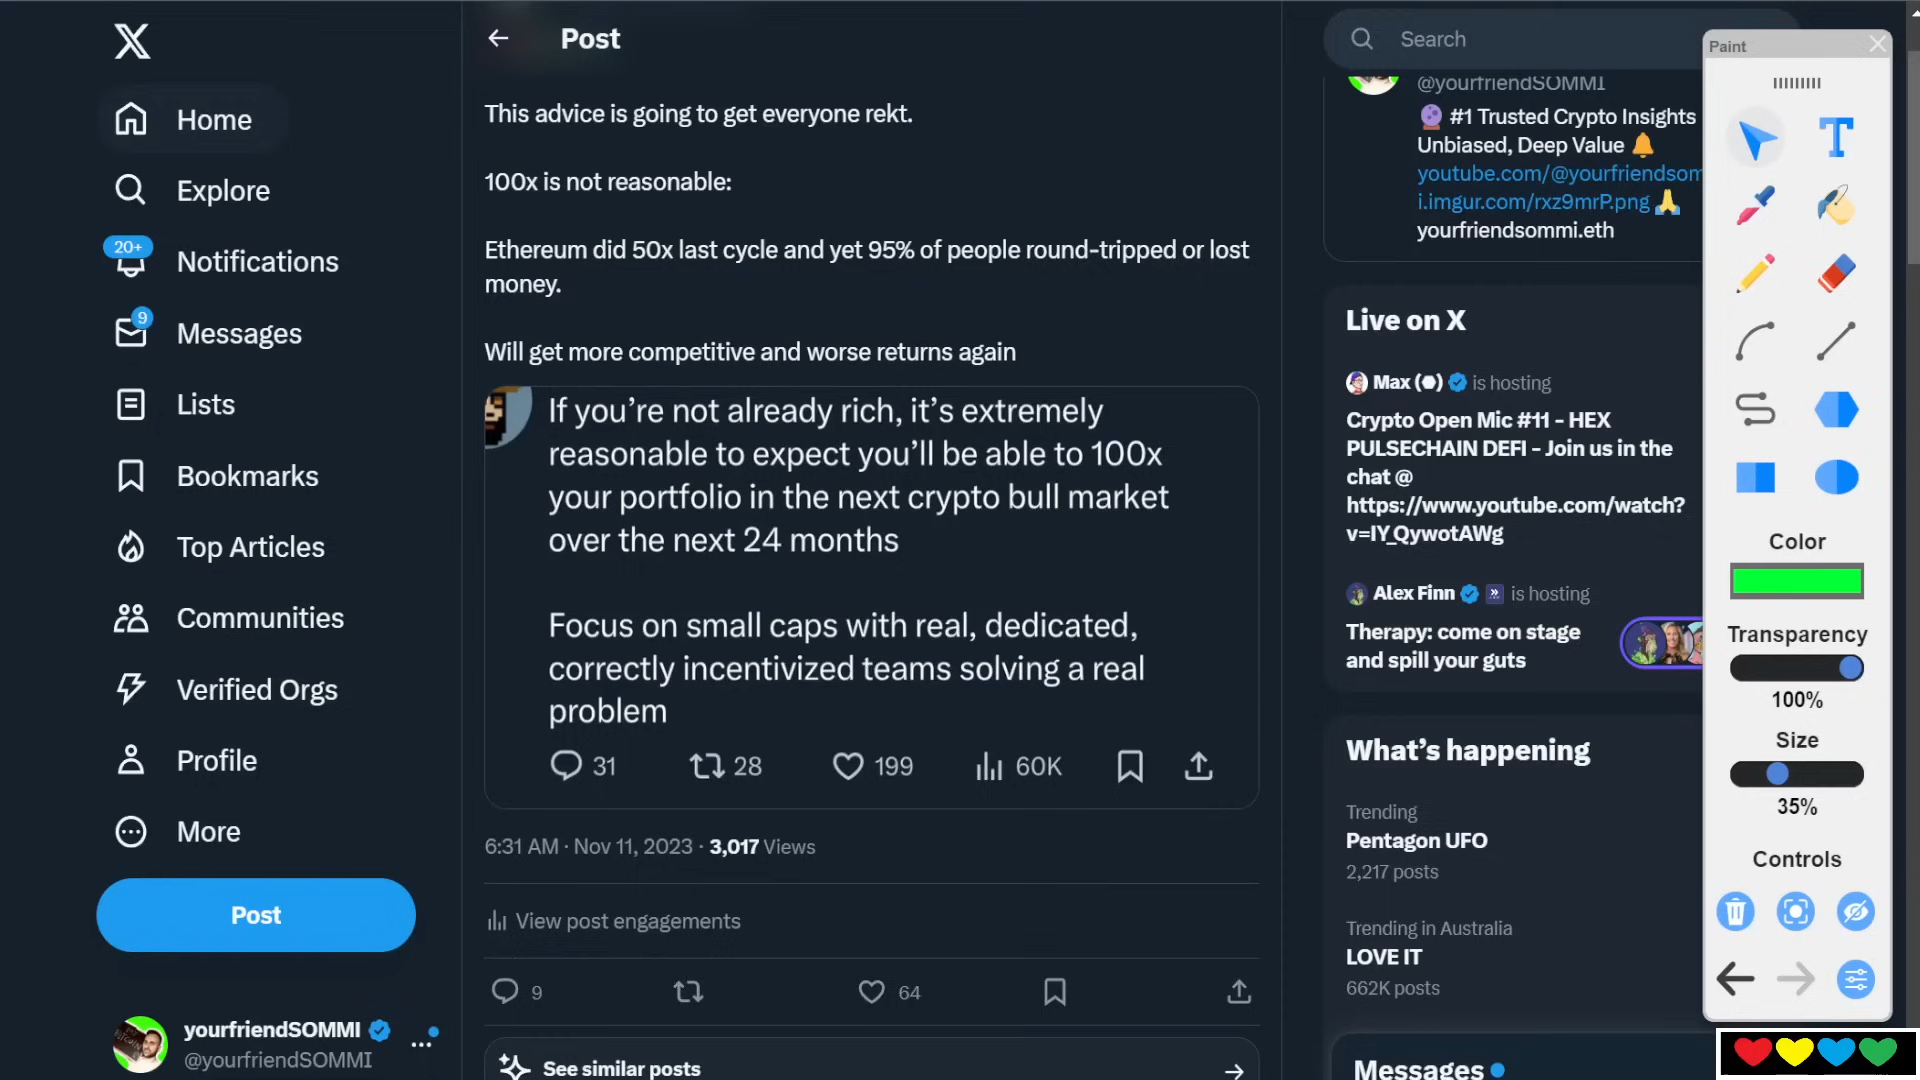 Home
Explore
20+
Notifications
9
Messages
Lists
Bookmarks
Top Articles
Communities
Verified Orgs
Profile
More
Post
yourfriendSOMMI
@yourfriendSOMMI
Post
This advice is going to get everyone rekt.
100x is not reasonable:
Ethereum did 50x last cycle and yet 95% of people round-tripped or lost
money.
Will get more competitive and worse returns again
If you’re not already rich, it’s extremely
reasonable to expect you’ll be able to 100x
your portfolio in the next crypto bull market
over the next 24 months
Focus on small caps with real, dedicated,
correctly incentivized teams solving a real
problem
31 28 199 60K
6:31 AM · Nov 11, 2023 · 3,017 Views
View post engagements
9 64
See similar posts
Search
@yourfriendSOMMI
#1 Trusted Crypto Insights
Unbiased, Deep Value
youtube.com/@yourfriendsom
i.imgur.com/rxz9mrP.png
yourfriendsommi.eth
Live on X
Max is hosting
Crypto Open Mic #11 - HEX
PULSECHAIN DEFI - Join us in the
chat @
https://www.youtube.com/watch?
v=IY_QywotAWg
Alex Finn is hosting
Therapy: come on stage
and spill your guts
What’s happening
Trending
Pentagon UFO
2,217 posts
Trending in Australia
LOVE IT
662K posts
Messages
Paint
T
Color
Transparency
100%
Size
35%
Controls